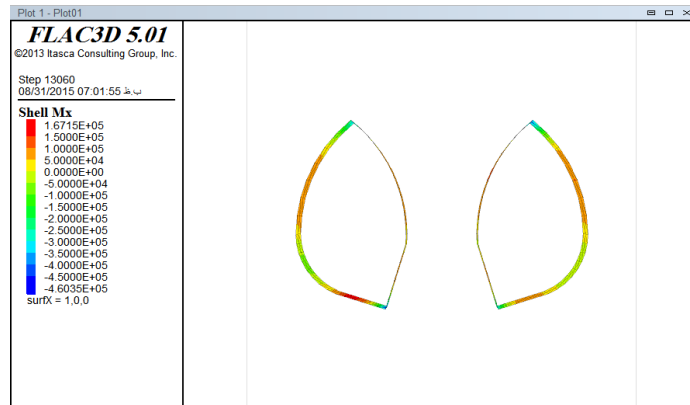 Plot 1 - Plot01
FLAC3D 5.01
©2013 Itasca Consulting Group, Inc.
Step 13060
08/31/2015 07:01:55 ب.ظ
Shell Mx
1.6715E+05
1.5000E+05
1.0000E+05
5.0000E+04
0.0000E+00
-5.0000E+04
-1.0000E+05
-1.5000E+05
-2.0000E+05
-2.5000E+05
-3.0000E+05
-3.5000E+05
-4.0000E+05
-4.5000E+05
-4.6035E+05
surfX = 1,0,0